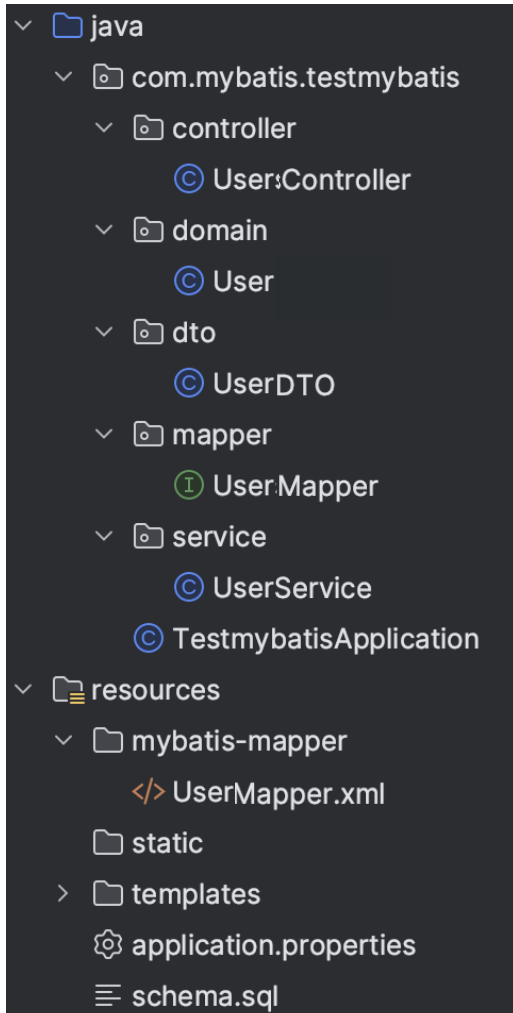 java
com.mybatis.testmybatis
controller
UserController
domain
User
dto
UserDTO
mapper
UserMapper
service
UserService
TestmybatisApplication
resources
mybatis-mapper
UserMapper.xml
static
templates
application.properties
schema.sql